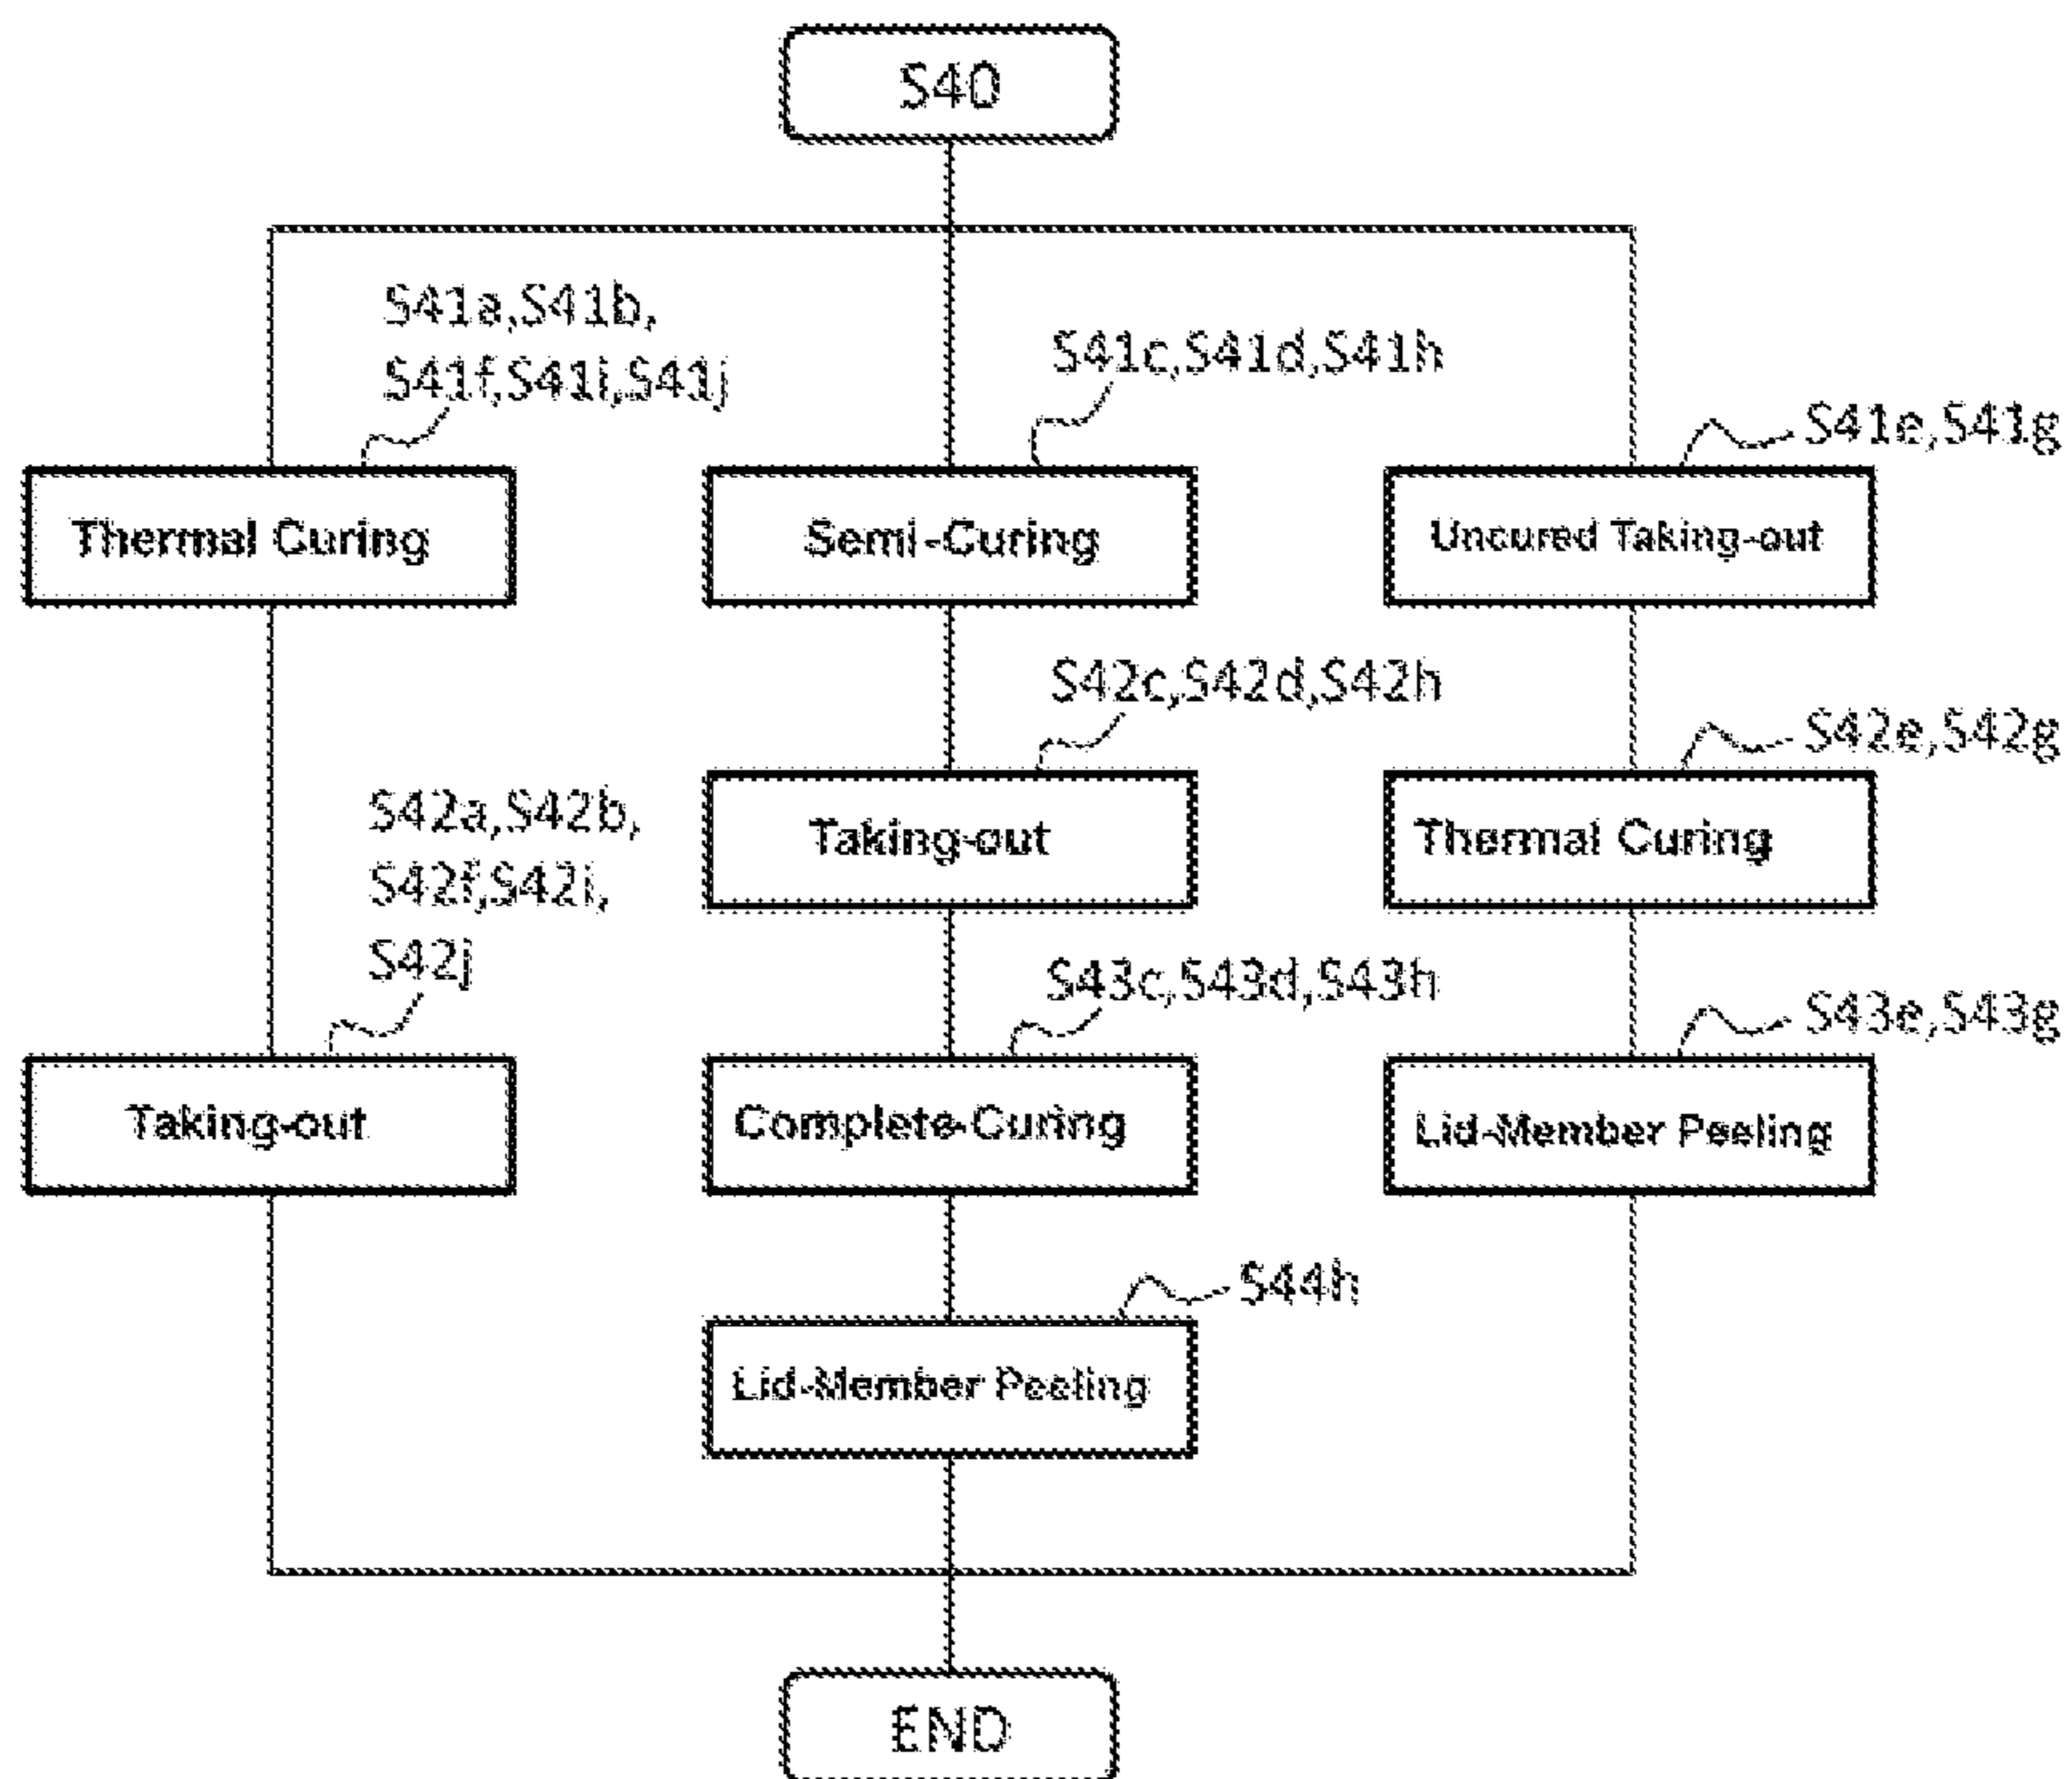 S40
S41a,S41b,
S41f,S41i,S41j
S41c,S41d,S41h
S41e,S41g
Thermal Curing
Semi-Curing
Uncured Taking-out
S42c,S42d,S42h
S42e,S42g
S42a,S42b,
S42f,S42i,
S42j
Taking-out
Thermal Curing
S43c,S43d,S43h
S43e,S43g
Taking-out
Complete-Curing
Lid-Member Peeling
S44h
Lid-Member Peeling
END